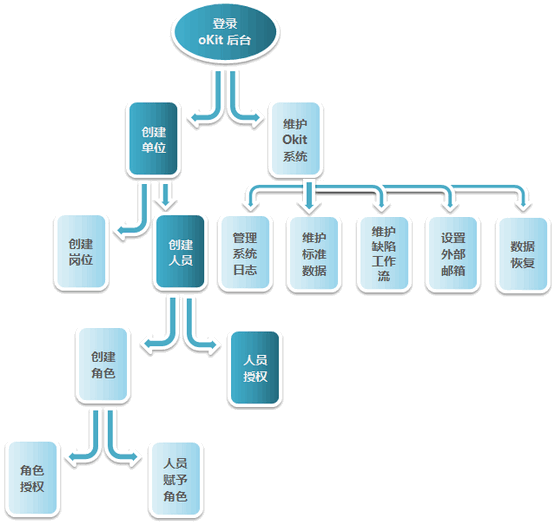 登录
oKit 后台
创建
单位
维护
Okit
系统
创建
岗位
创建
人员
管理
系统
日志
维护
标准
数据
维护
缺陷
工作
流
设置
外部
邮箱
数据
恢复
创建
角色
人员
授权
角色
授权
人员
赋予
角色